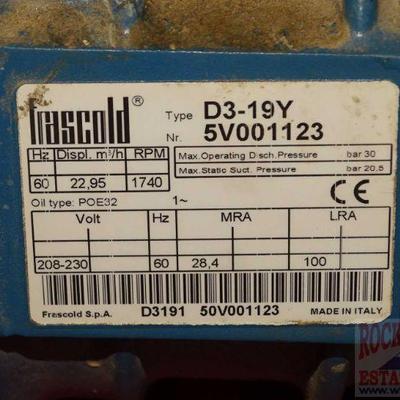 frascold®
Type D3-19Y
Nr. 5V001123
Hz Displ. m³/h RPM
60 22,95 1740
Max.Operating Disch.Pressure bar 30
Max.Static Suct. Pressure bar 20.5
Oil type: POE32 1~
CE
Volt Hz MRA LRA
208-230 60 28,4 100
D3191 50V001123
Frascold S.p.A. MADE IN ITALY
ROCK
ESTA